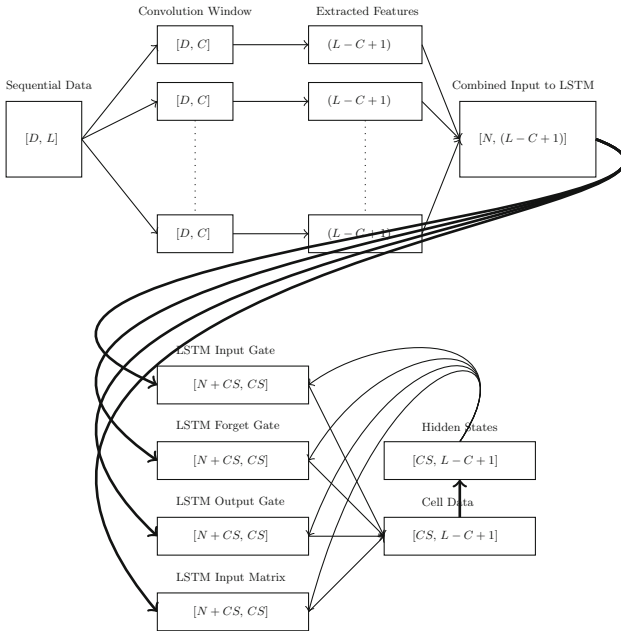 Convolution Window
Extracted Features
[D, C]
(L − C + 1)
Sequential Data
[D, C]
(L − C + 1)
Combined Input to LSTM
[D, L]
[N, (L − C + 1)]
[D, C]
(L − C + 1)
LSTM Input Gate
[N + CS, CS]
LSTM Forget Gate
Hidden States
[N + CS, CS]
[CS, L − C + 1]
LSTM Output Gate
Cell Data
[N + CS, CS]
[CS, L − C + 1]
LSTM Input Matrix
[N + CS, CS]